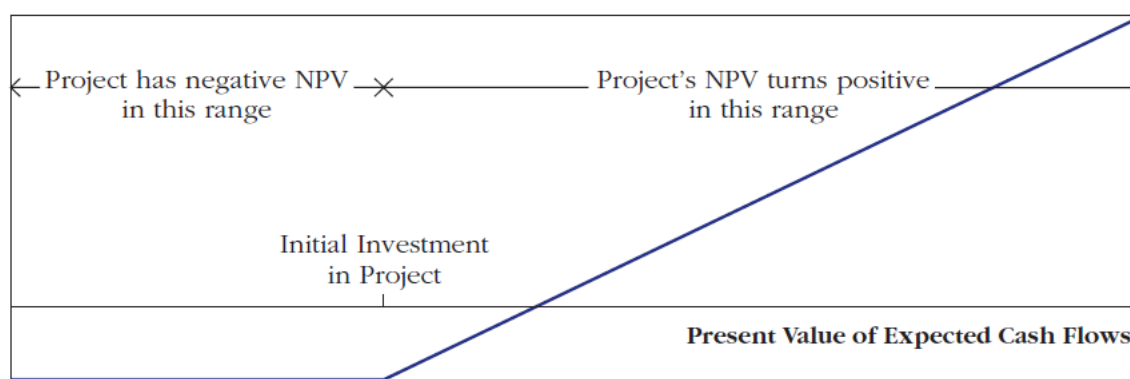 Project has negative NPV
in this range
Project's NPV turns positive
in this range
Initial Investment
in Project
Present Value of Expected Cash Flows